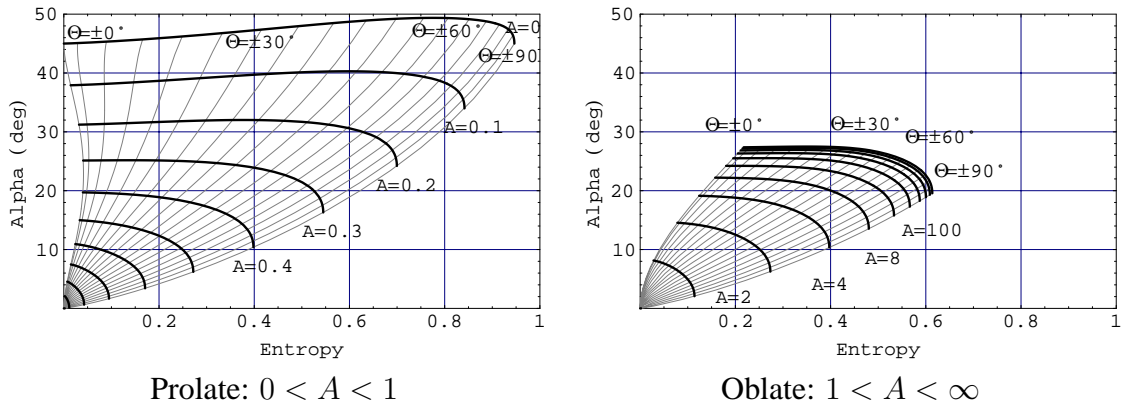 50
40
30
20
10
Alpha (deg)
Θ=±0°
Θ=±30°
Θ=±60°
A=0
Θ=±90
A=0.1
A=0.2
A=0.3
A=0.4
0.2
0.4
0.6
0.8
1
Entropy
Prolate: 0 < A < 1
50
40
30
20
10
Alpha (deg)
Θ=±0°
Θ=±30°
Θ=±60°
Θ=±90°
A=100
A=8
A=4
A=2
0.2
0.4
0.6
0.8
1
Entropy
Oblate: 1 < A < ∞